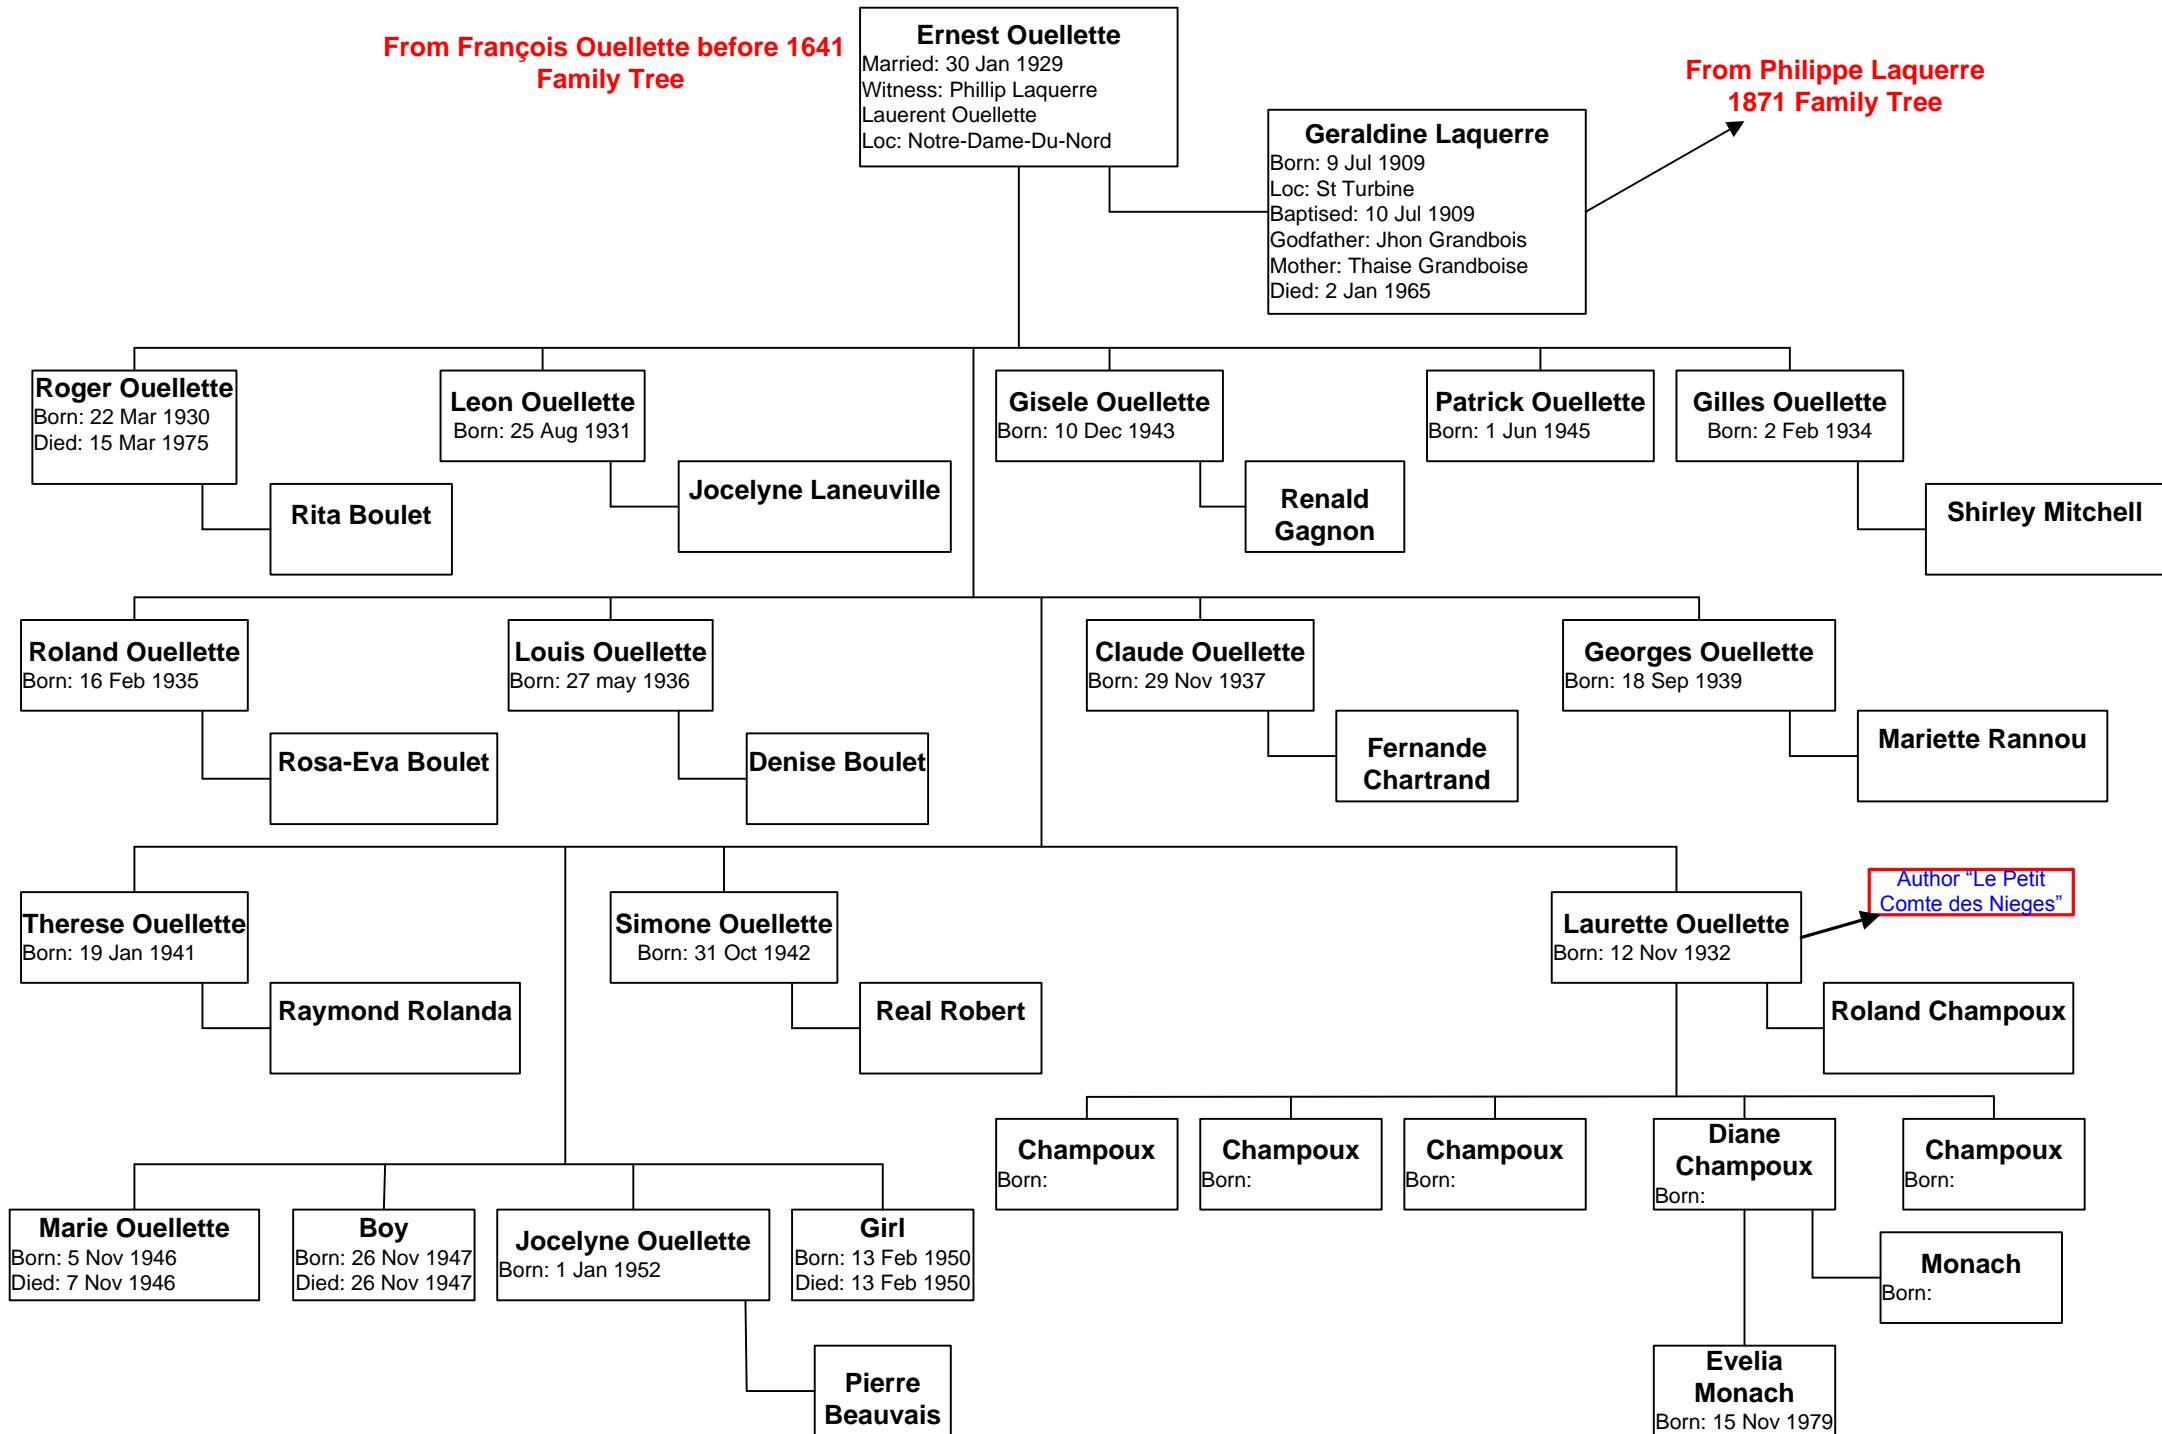 From François Ouellette before 1641
Family Tree
Ernest Ouellette
Married: 30 Jan 1929
Witness: Phillip Laquerre
Lauerent Ouellette
Loc: Notre-Dame-Du-Nord
From Philippe Laquerre
1871 Family Tree
Geraldine Laquerre
Born: 9 Jul 1909
Loc: St Turbine
Baptised: 10 Jul 1909
Godfather: Jhon Grandbois
Mother: Thaise Grandboise
Died: 2 Jan 1965
Roger Ouellette
Born: 22 Mar 1930
Died: 15 Mar 1975
Leon Ouellette
Born: 25 Aug 1931
Gisele Ouellette
Born: 10 Dec 1943
Patrick Ouellette
Born: 1 Jun 1945
Gilles Ouellette
Born: 2 Feb 1934
Rita Boulet
Jocelyne Laneuville
Renald
Gagnon
Shirley Mitchell
Roland Ouellette
Born: 16 Feb 1935
Louis Ouellette
Born: 27 may 1936
Claude Ouellette
Born: 29 Nov 1937
Georges Ouellette
Born: 18 Sep 1939
Rosa-Eva Boulet
Denise Boulet
Fernande
Chartrand
Mariette Rannou
Therese Ouellette
Born: 19 Jan 1941
Simone Ouellette
Born: 31 Oct 1942
Laurette Ouellette
Born: 12 Nov 1932
Author “Le Petit
Comte des Nieges”
Raymond Rolanda
Real Robert
Roland Champoux
Champoux
Born:
Champoux
Born:
Champoux
Born:
Diane
Champoux
Born:
Champoux
Born:
Marie Ouellette
Born: 5 Nov 1946
Died: 7 Nov 1946
Boy
Born: 26 Nov 1947
Died: 26 Nov 1947
Jocelyne Ouellette
Born: 1 Jan 1952
Girl
Born: 13 Feb 1950
Died: 13 Feb 1950
Monach
Born:
Pierre
Beauvais
Evelia
Monach
Born: 15 Nov 1979